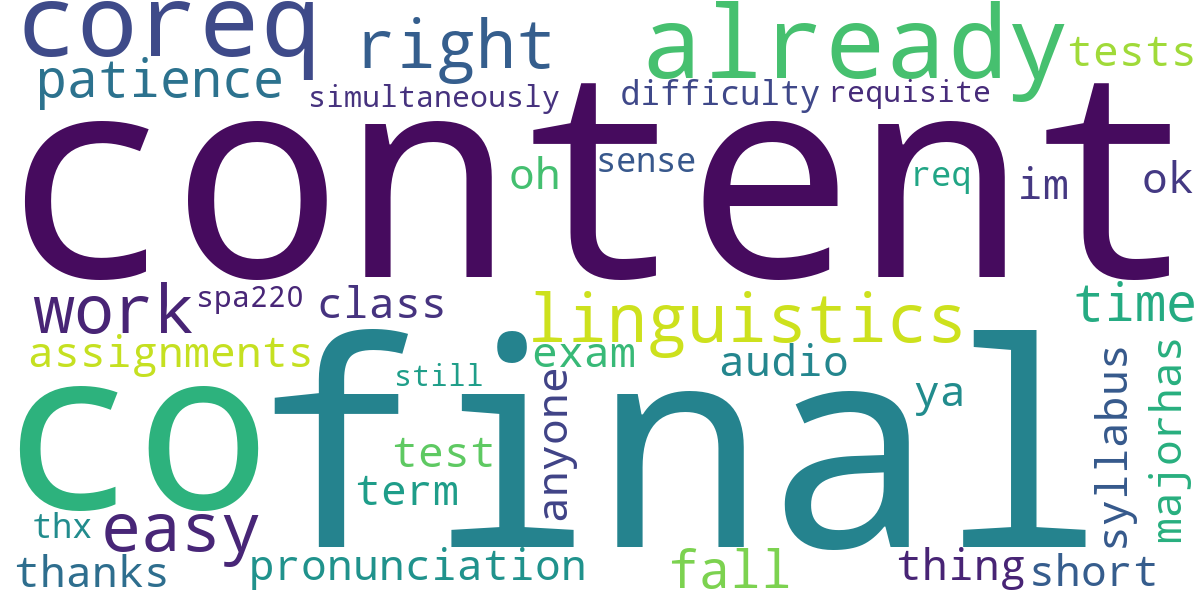 coreq
right
already
tests
patience
simultaneously
difficulty
requisite
content
oh
sense
req
im
ok
work
spa220
class
linguistics
time
assignments
exam
audio
co
final
still
anyone
ya
syllabus
majorhas
test
term
thx
easy
thanks
pronunciation
fall
thing
short